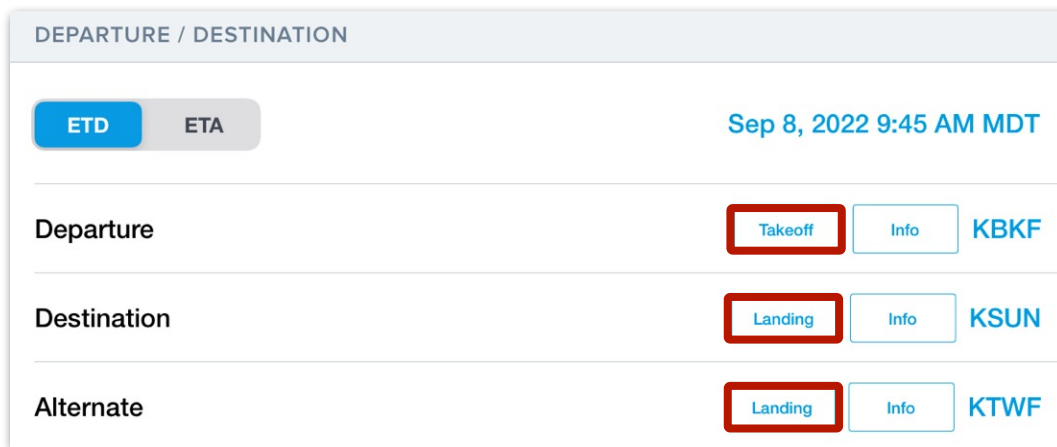 DEPARTURE / DESTINATION
ETD ETA Sep 8, 2022 9:45 AM MDT
Departure Takeoff Info KBKF
Destination Landing Info KSUN
Alternate Landing Info KTWF